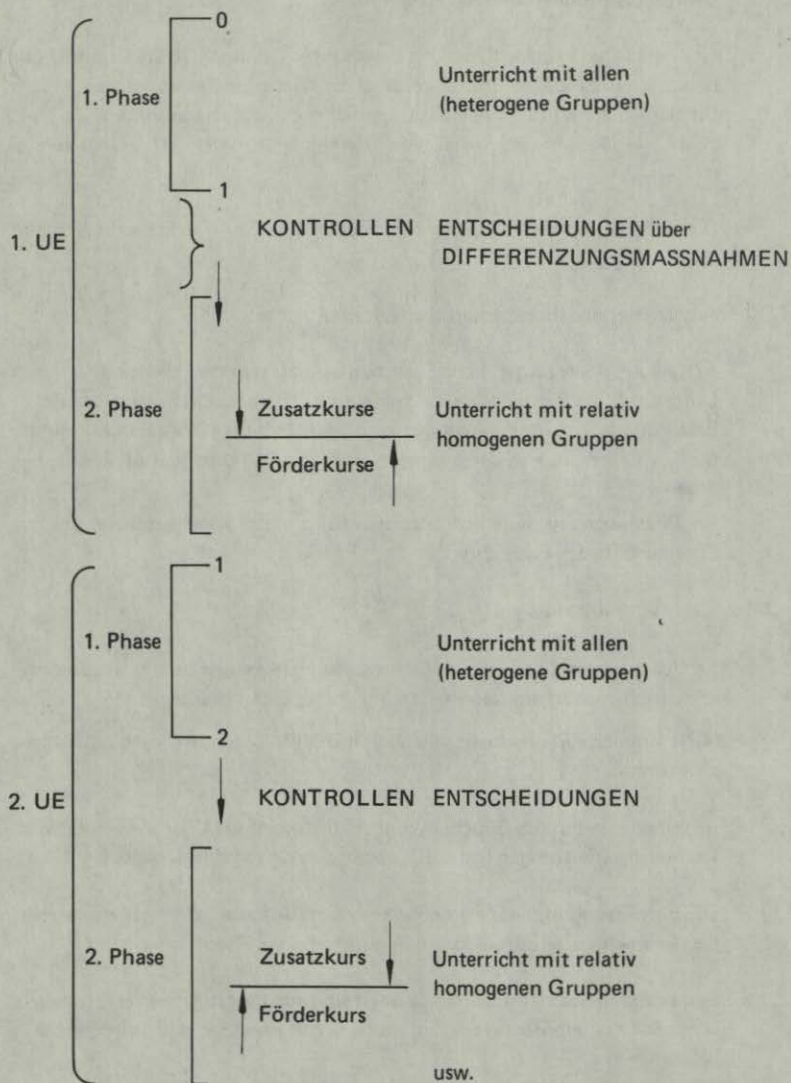 0
Unterricht mit allen
1. Phase
(heterogene Gruppen)
1
KONTROLLEN ENTSCHEIDUNGEN über
1. UE
DIFFERENZUNGSMASSNAHMEN
2. Phase
Zusatzkurse
Unterricht mit relativ
homogenen Gruppen
Förderkurse
1
1. Phase
Unterricht mit allen
(heterogene Gruppen)
2
2. UE
KONTROLLEN ENTSCHEIDUNGEN
2. Phase
Zusatzkurs
Unterricht mit relativ
homogenen Gruppen
Förderkurs
usw.